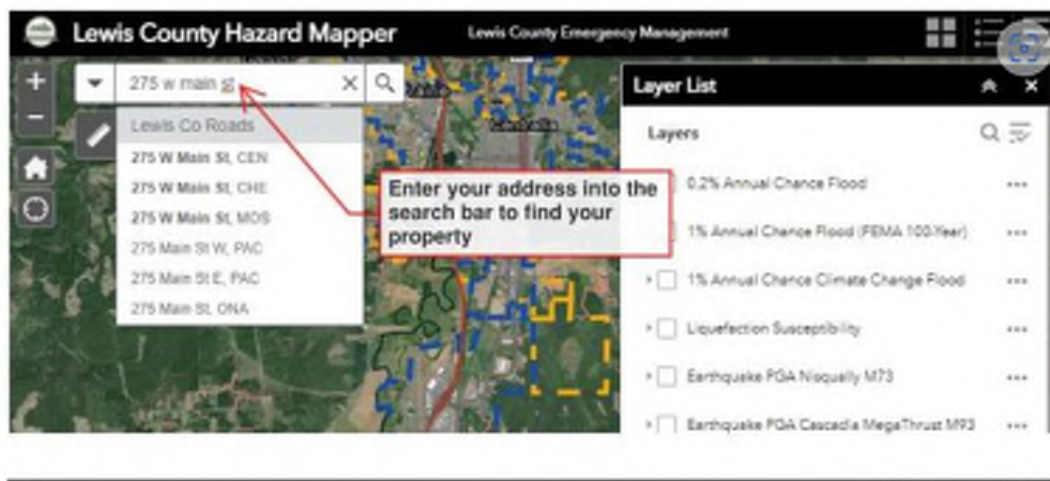 Lewis County Hazard Mapper
Lewis County Emergency Management
275 w main st
Layer List
Lewis Co Roads
Layers
275 W Main St, CEN
275 W Main St, CHE
275 W Main St, MOS
275 Main St W, PAC
275 Main St E, PAC
275 Main St, ONA
Centralia
Enter your address into the
search bar to find your
property
0.2% Annual Chance Flood
1% Annual Chance Flood (FEMA 100-Year)
1% Annual Chance Climate Change Flood
Liquefection Susceptibility
Earthquake PGA Nisqually M73
Earthquake PGA Cascadia MegaThrust M93